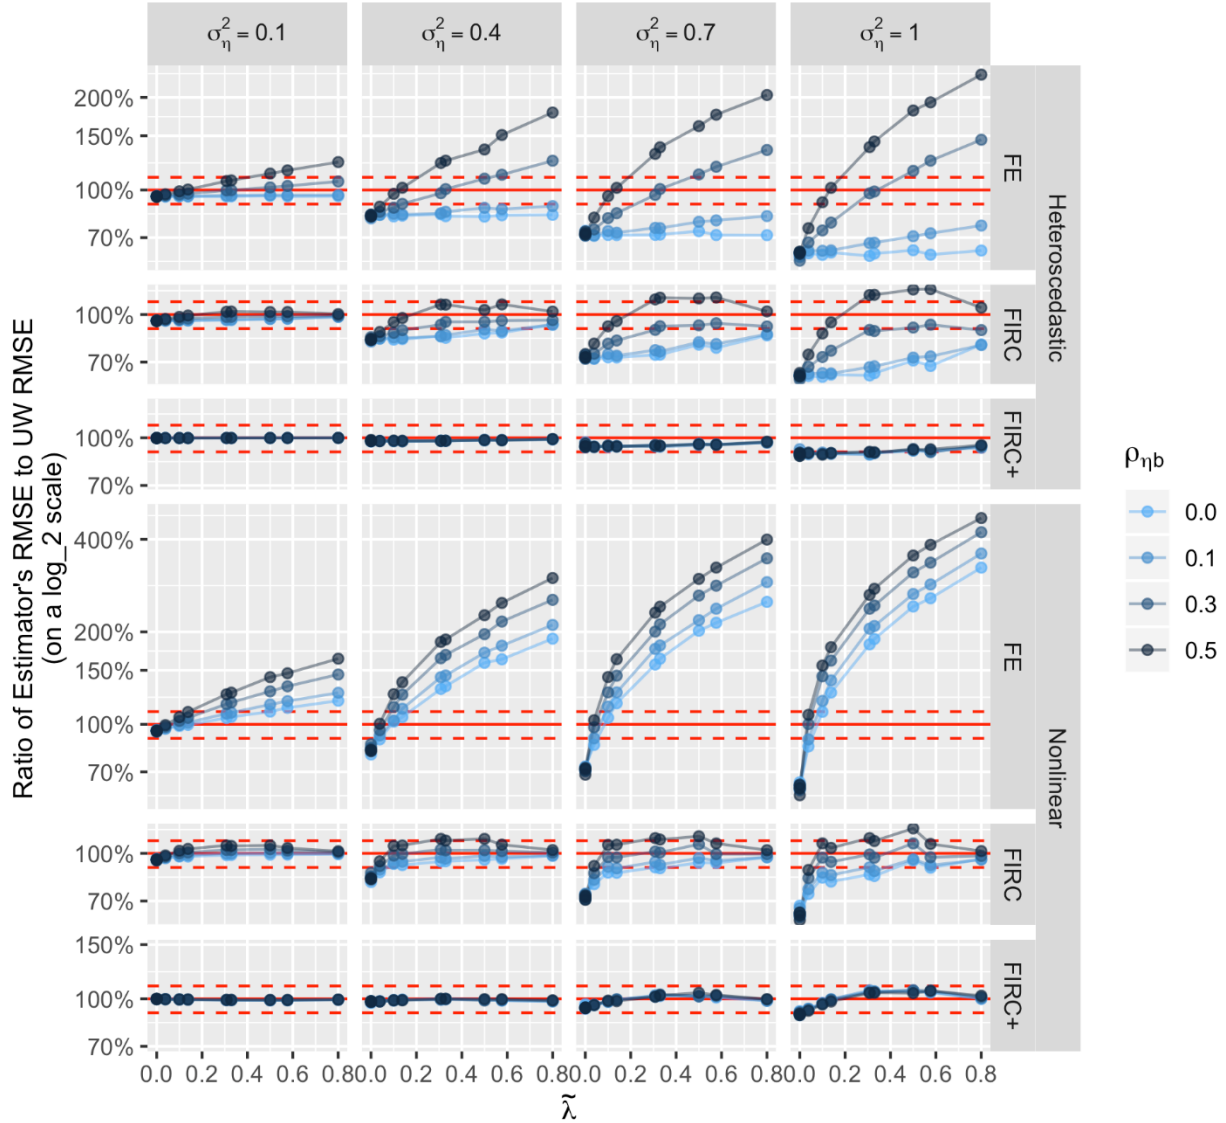 σ²η = 0.1 σ²η = 0.4 σ²η = 0.7 σ²η = 1
Ratio of Estimator's RMSE to UW RMSE
(on a log_2 scale)
200%
150%
100%
70%
FE
100%
70%
FIRC
100%
70%
FIRC+
Heteroscedastic
400%
200%
150%
100%
70%
FE
100%
70%
FIRC
150%
100%
70%
FIRC+
Nonlinear
0.0 0.2 0.4 0.6 0.8 0.0 0.2 0.4 0.6 0.8 0.0 0.2 0.4 0.6 0.8 0.0 0.2 0.4 0.6 0.8
λ̃
ρηb
0.0
0.1
0.3
0.5